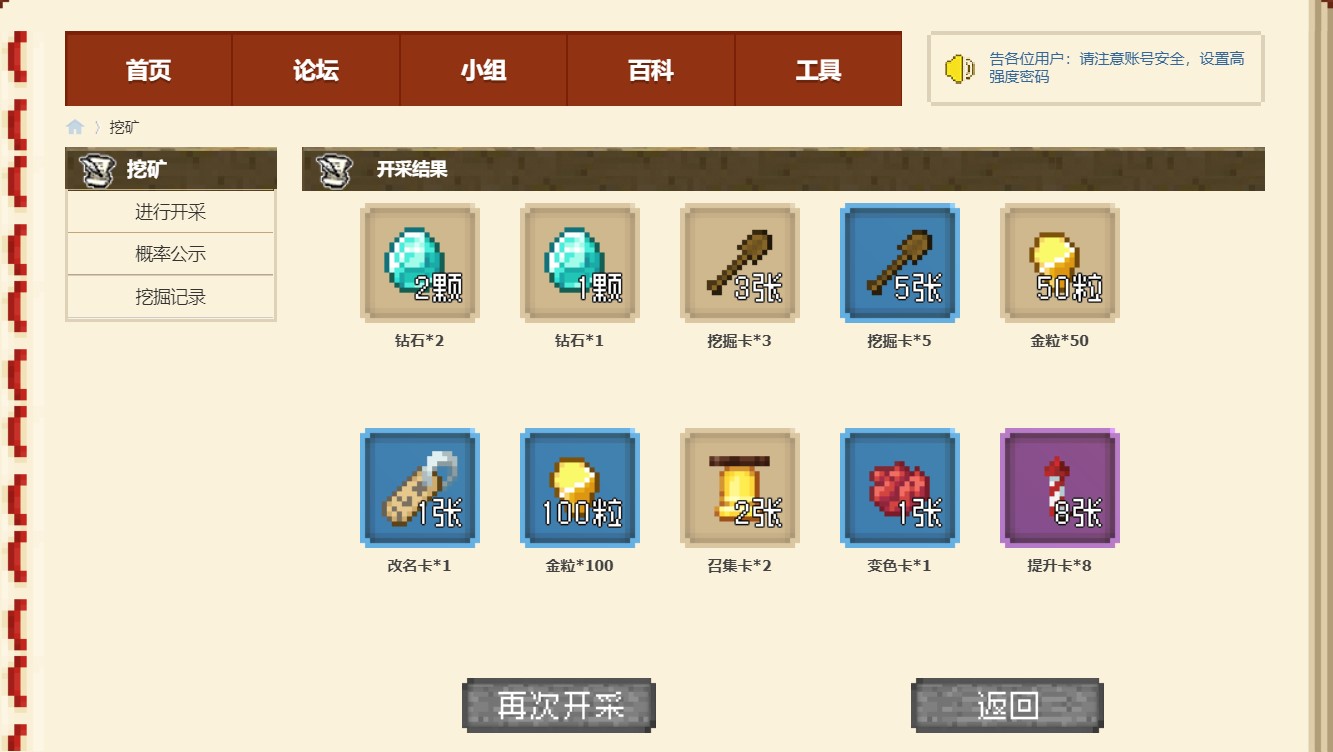 首页
论坛
小组
百科
工具
告各位用户：请注意账号安全，设置高
强度密码
挖矿
挖矿
进行开采
概率公示
挖掘记录
开采结果
2颗
1颗
3张
5张
50粒
钻石*2
钻石*1
挖掘卡*3
挖掘卡*5
金粒*50
1张
100粒
2张
1张
8张
改名卡*1
金粒*100
召集卡*2
变色卡*1
提升卡*8
再次开采
返回